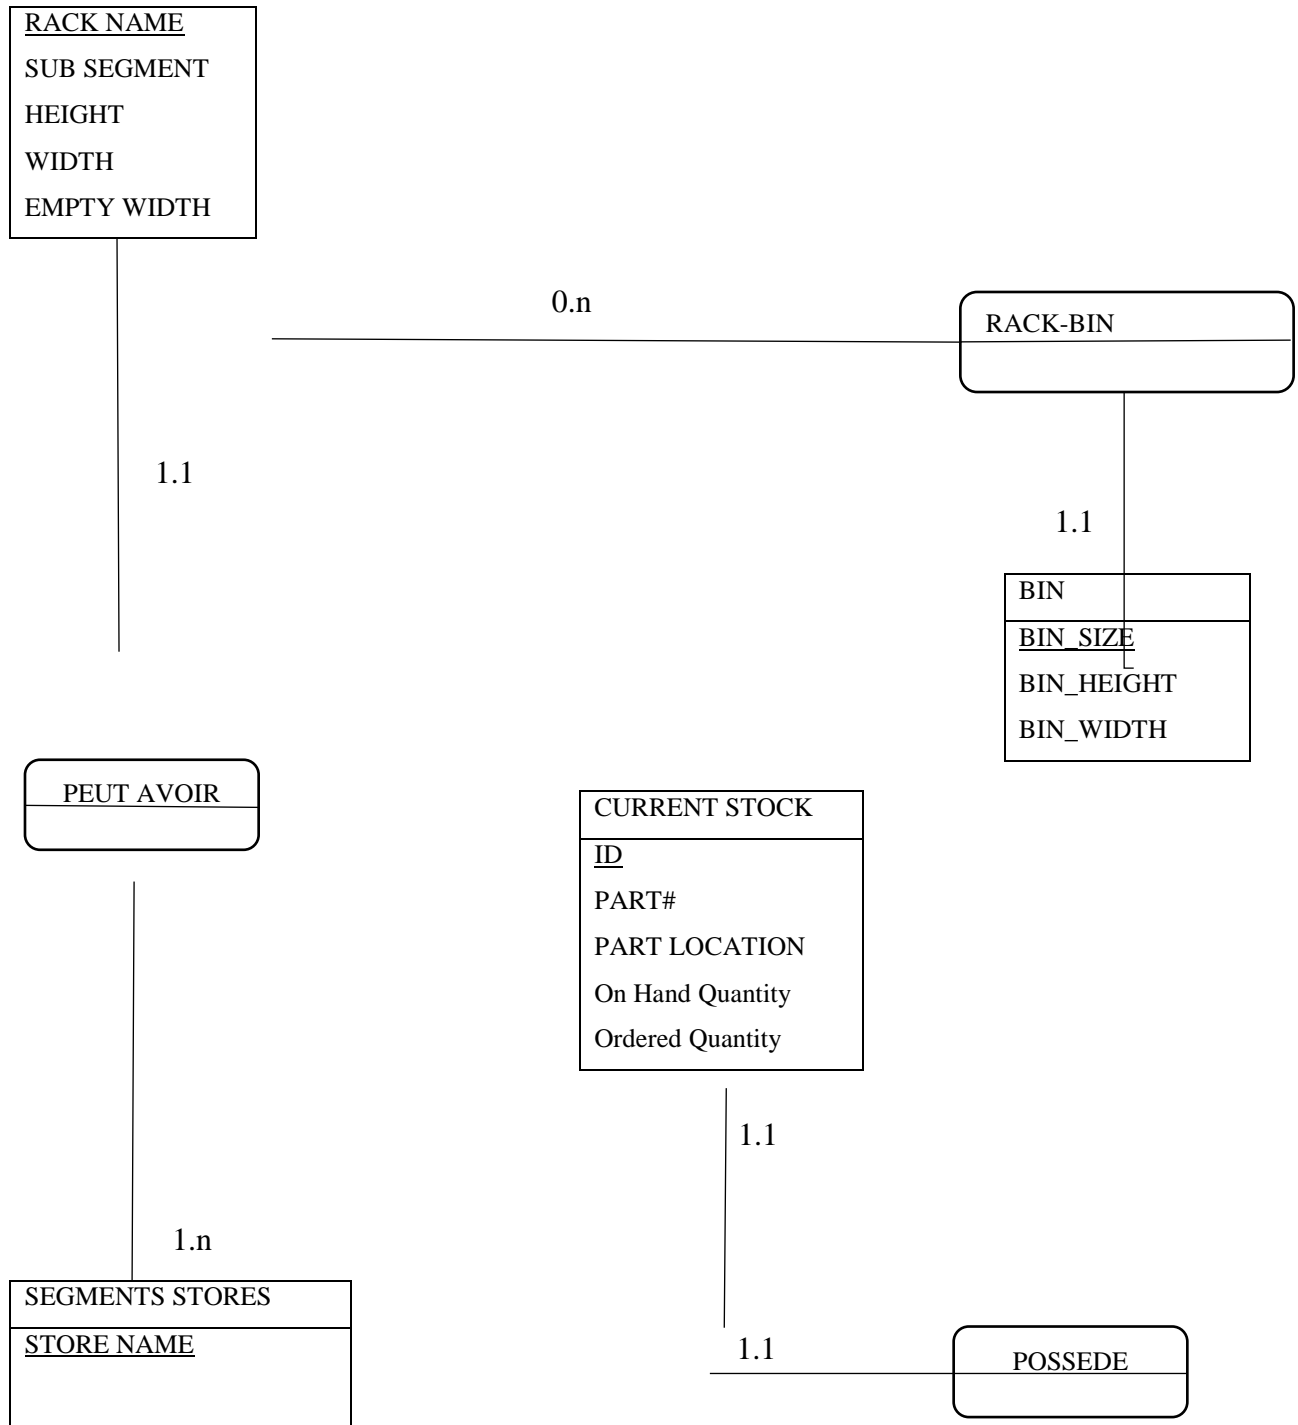 RACK NAME
SUB SEGMENT
HEIGHT
WIDTH
EMPTY WIDTH
0.n
RACK-BIN
1.1
1.1
BIN
BIN_SIZE
BIN_HEIGHT
BIN_WIDTH
PEUT AVOIR
CURRENT STOCK
ID
PART#
PART LOCATION
On Hand Quantity
Ordered Quantity
1.1
1.n
SEGMENTS STORES
STORE NAME
1.1
POSSEDE